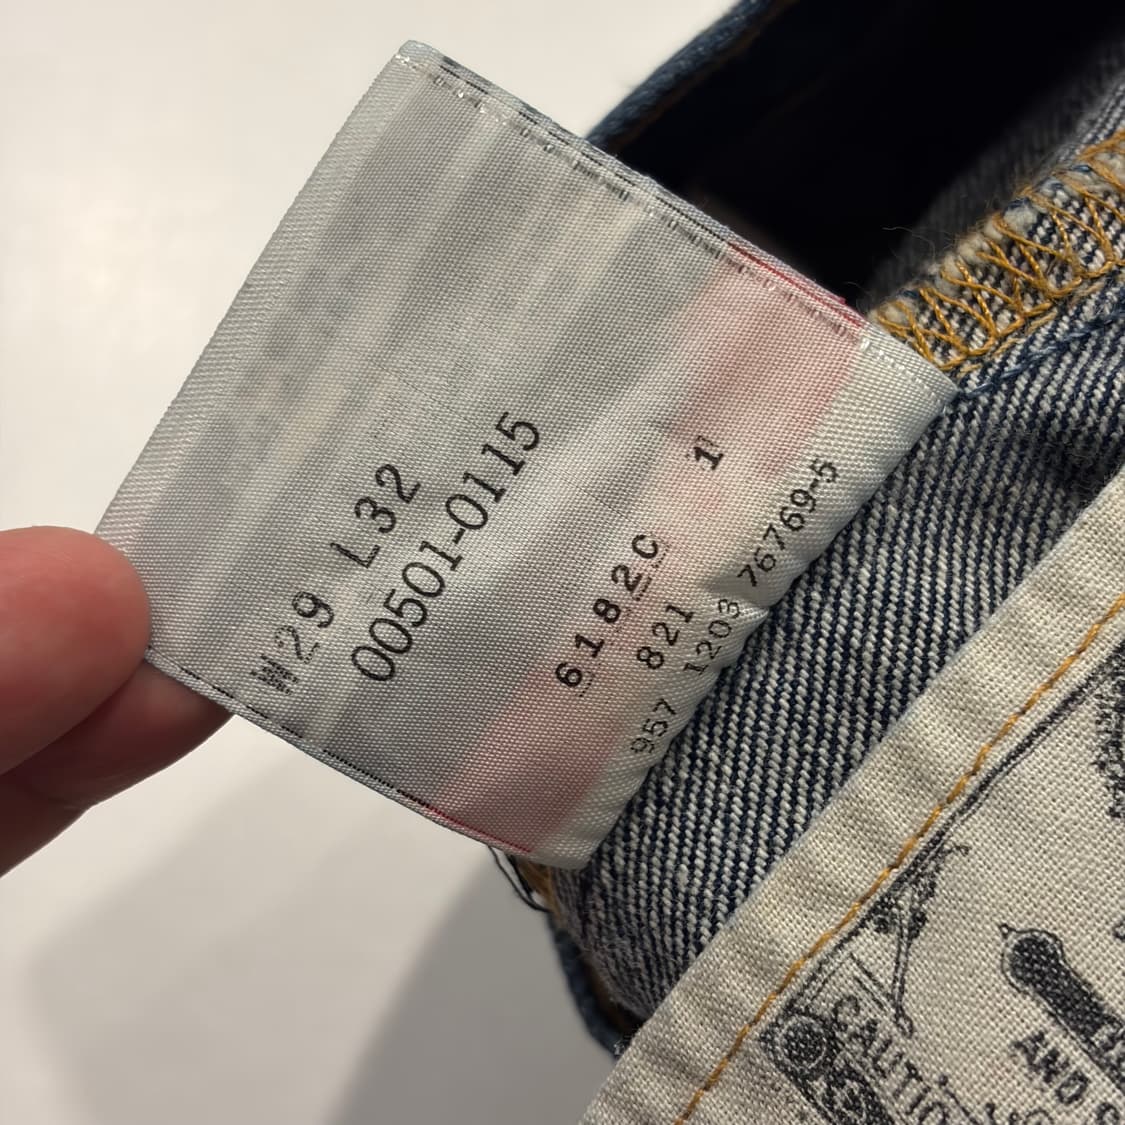 W29 L32
00501-0115
6182C 1
821
957 1203 76769-5
CAUTIO
AND